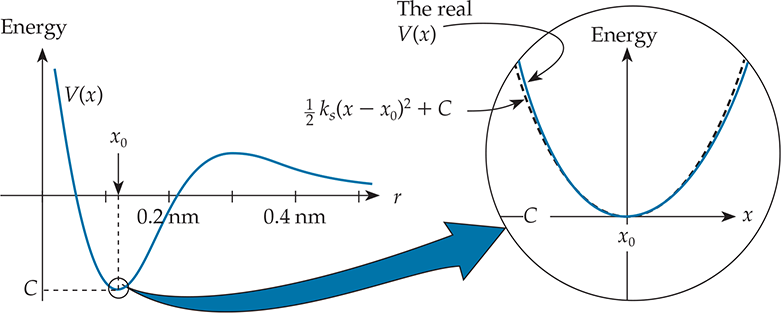 Energy
V(x)
x₀
0.2 nm
0.4 nm
r
C
The real
V(x)
Energy
½ kₛ(x − x₀)² + C
C
x₀
x